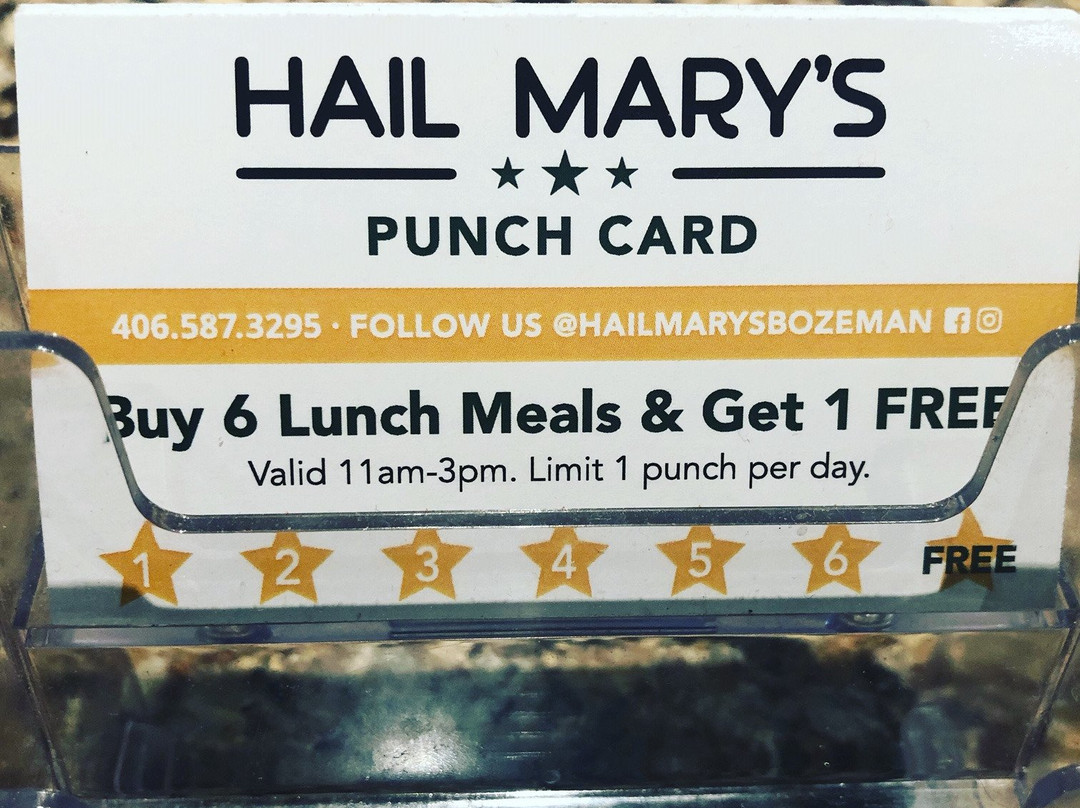 HAIL MARY'S
PUNCH CARD
406.587.3295 · FOLLOW US @HAILMARYSBOZEMAN
Buy 6 Lunch Meals & Get 1 FREE
Valid 11am-3pm. Limit 1 punch per day.
1 2 3 4 5 6 FREE